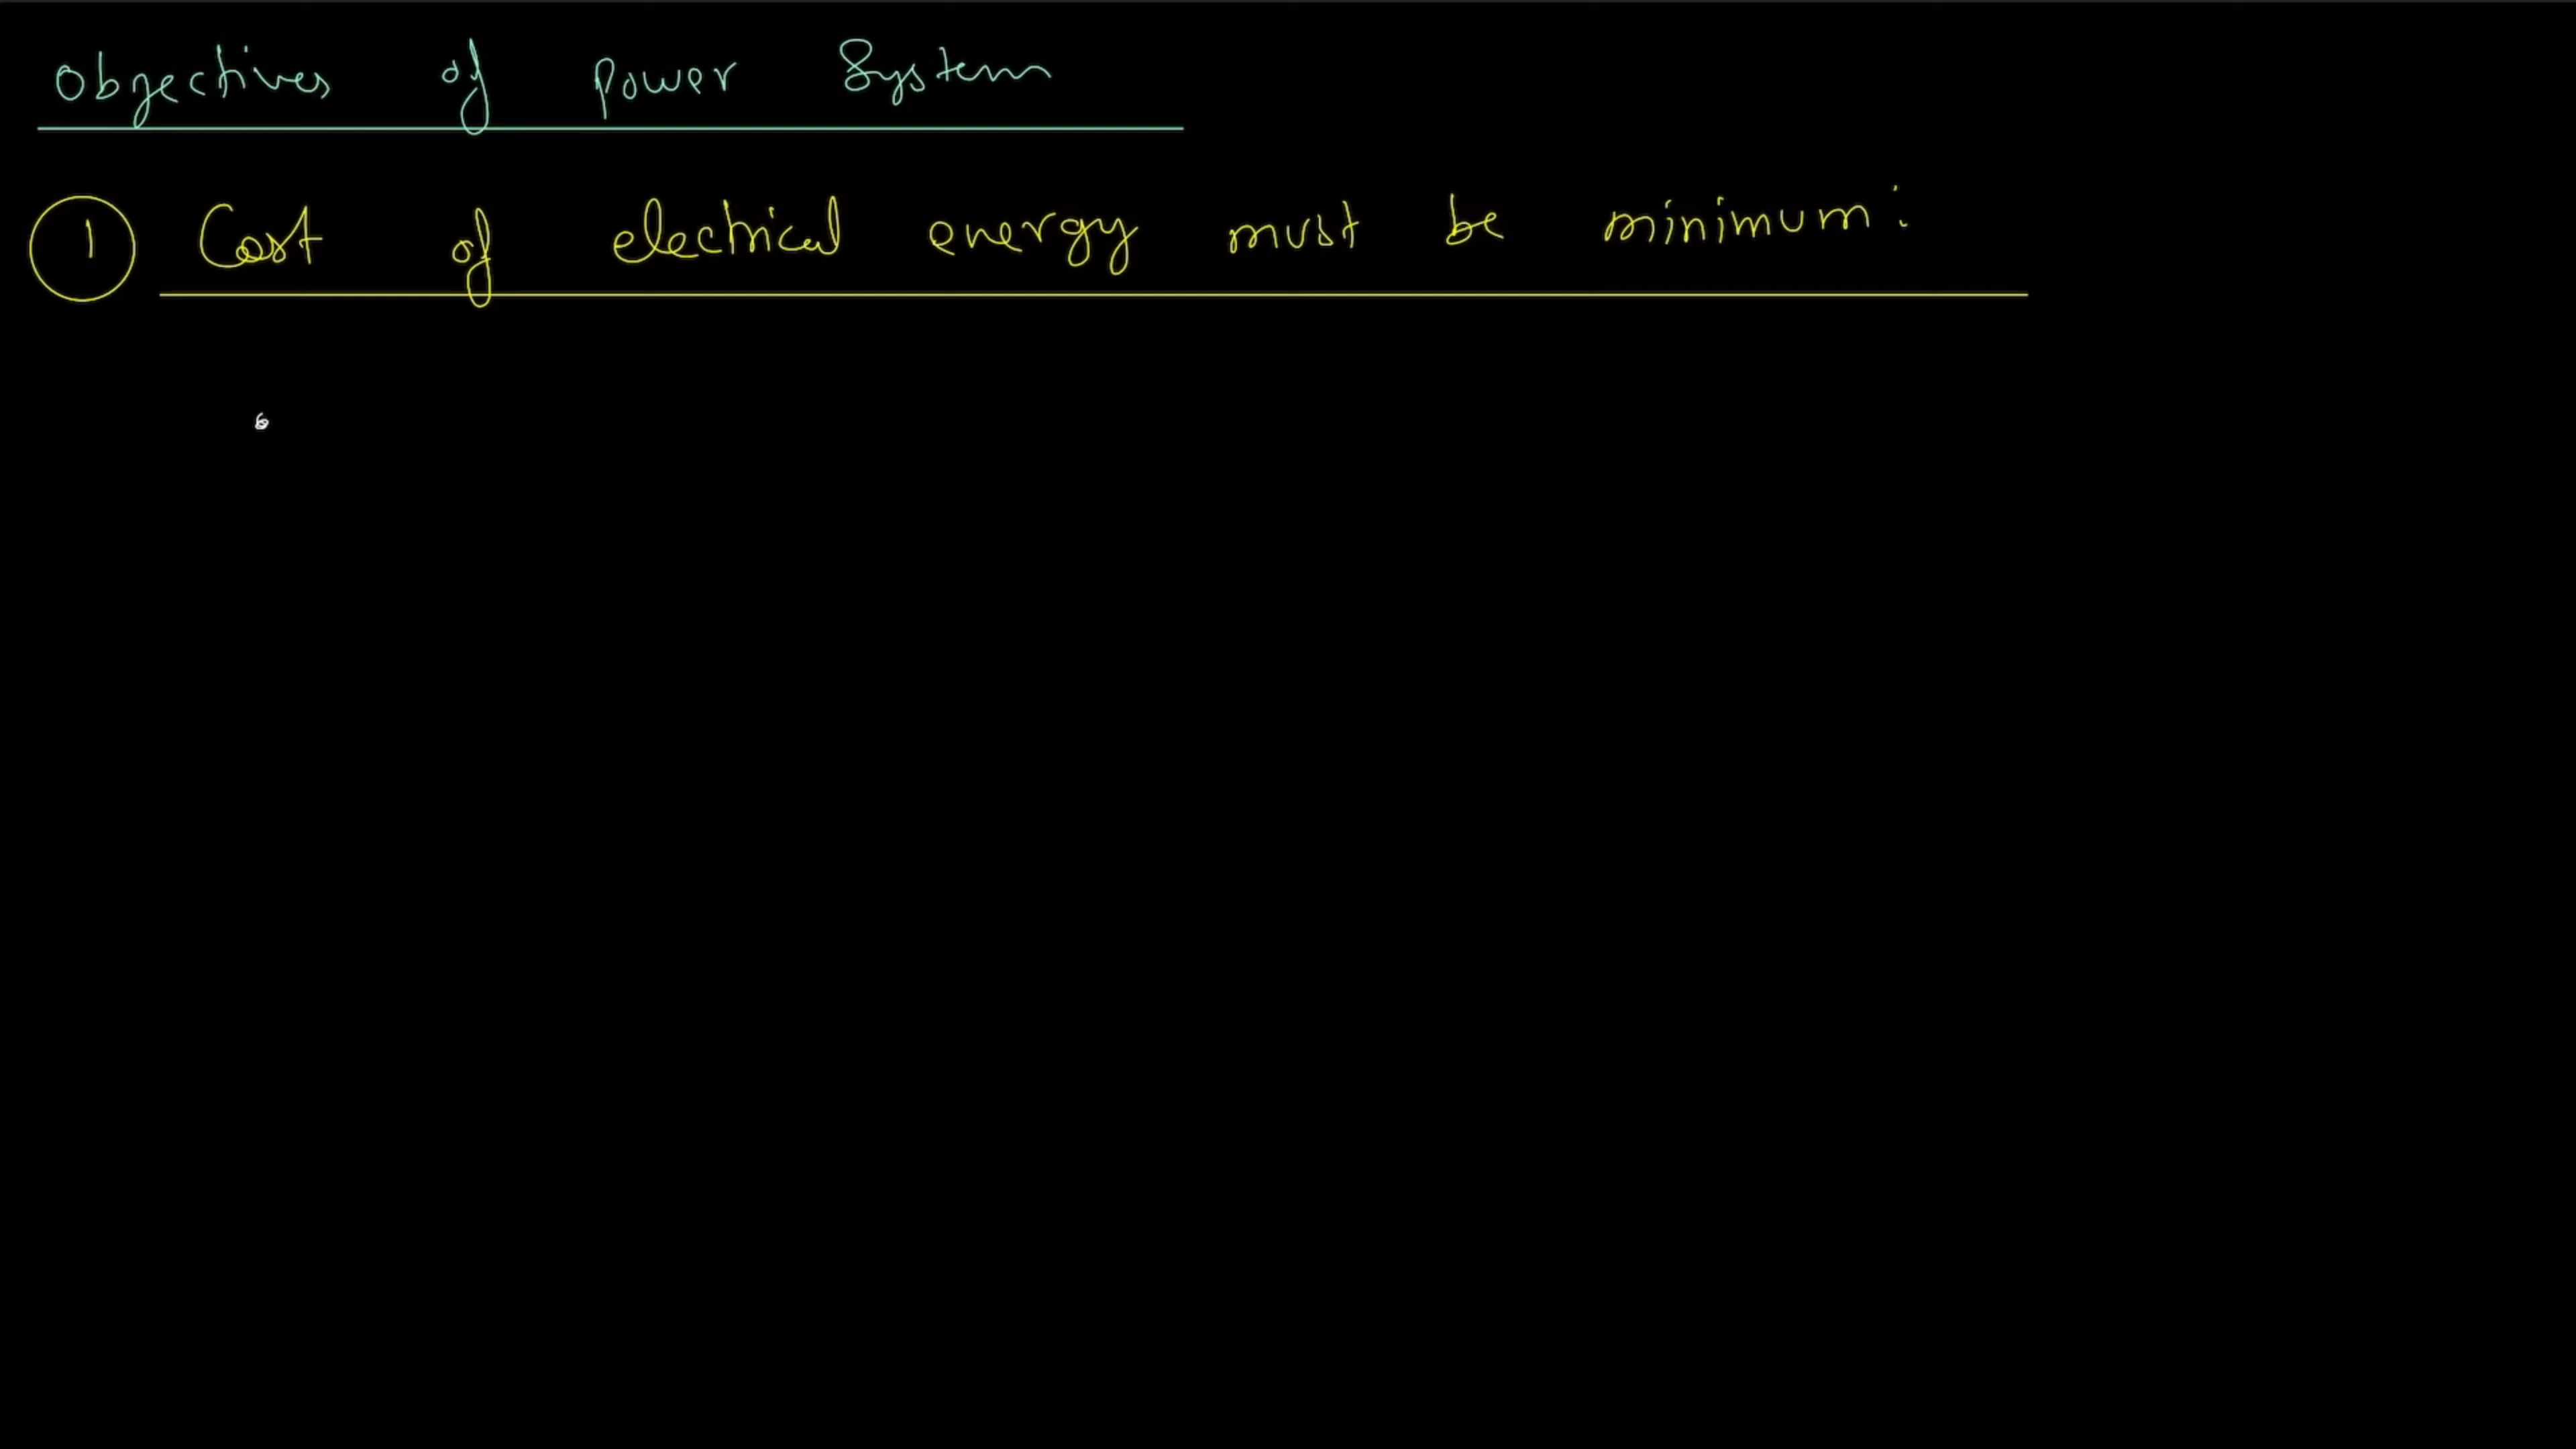 Objectives of Power System
1 Cost of electrical energy must be minimum: